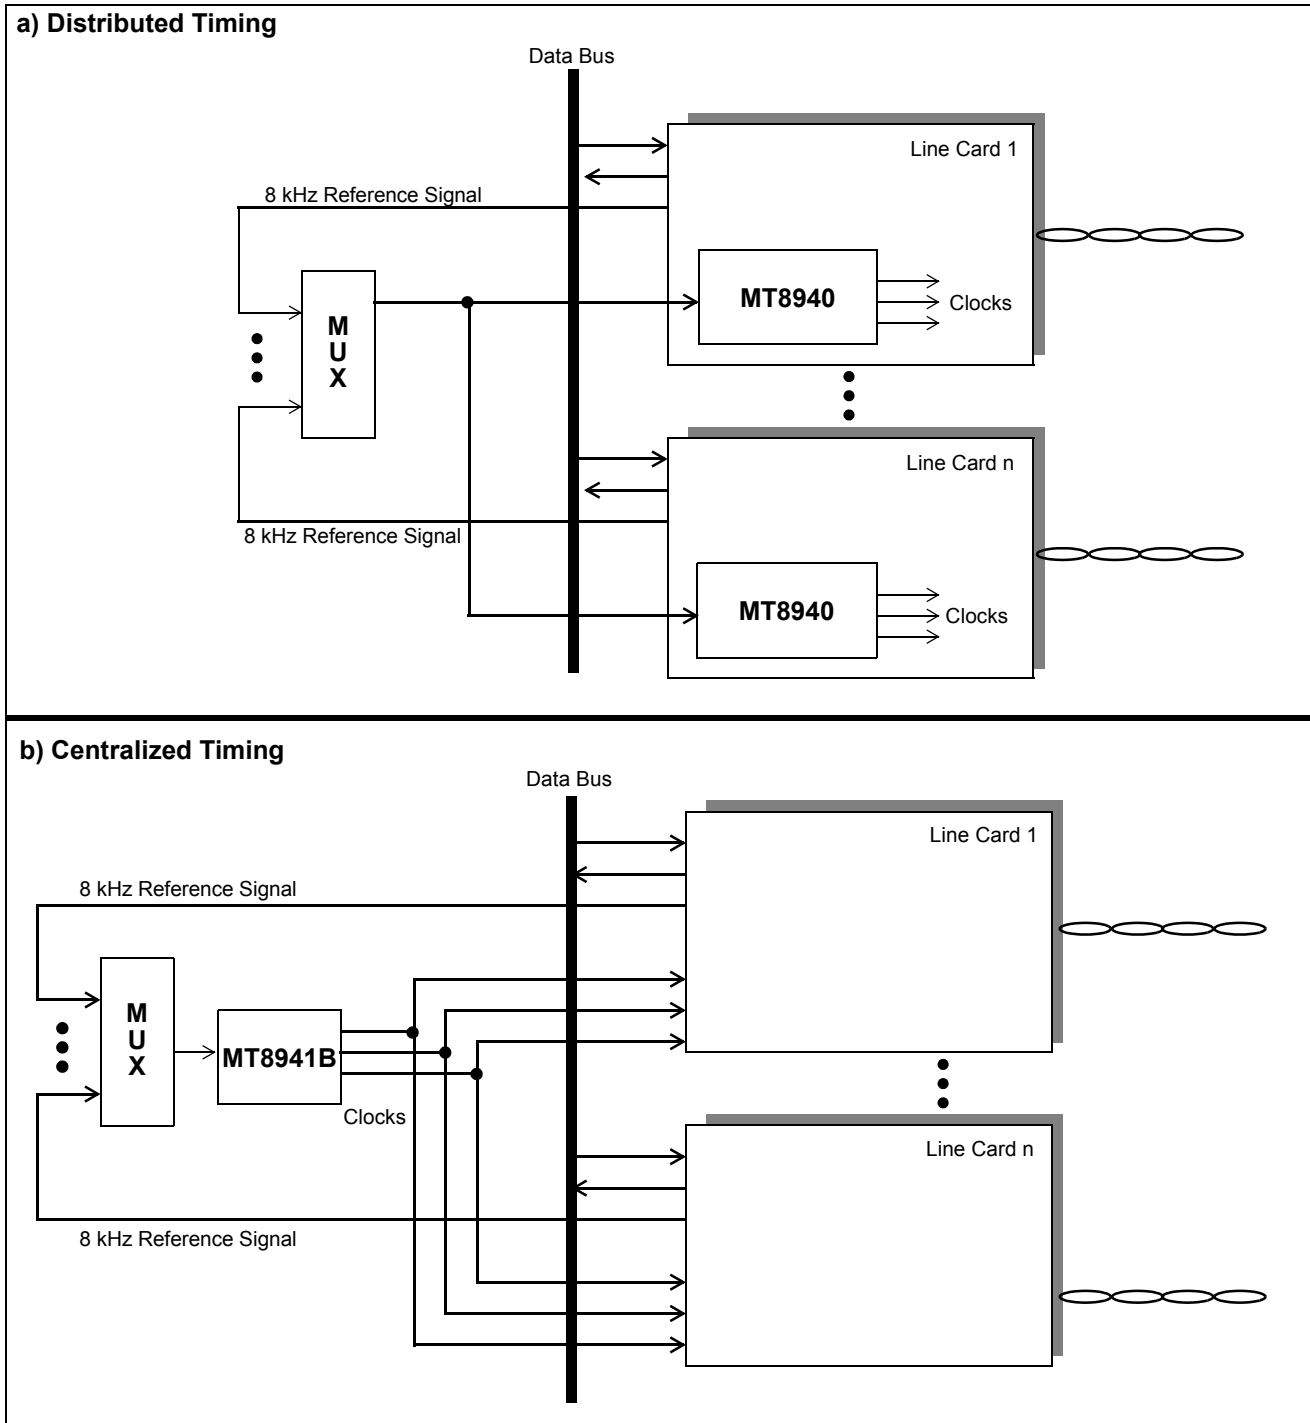 a) Distributed Timing
Data Bus
Line Card 1
8 kHz Reference Signal
MUX
MT8940
Clocks
Line Card n
8 kHz Reference Signal
MT8940
Clocks
b) Centralized Timing
Data Bus
Line Card 1
8 kHz Reference Signal
MUX
MT8941B
Clocks
Line Card n
8 kHz Reference Signal